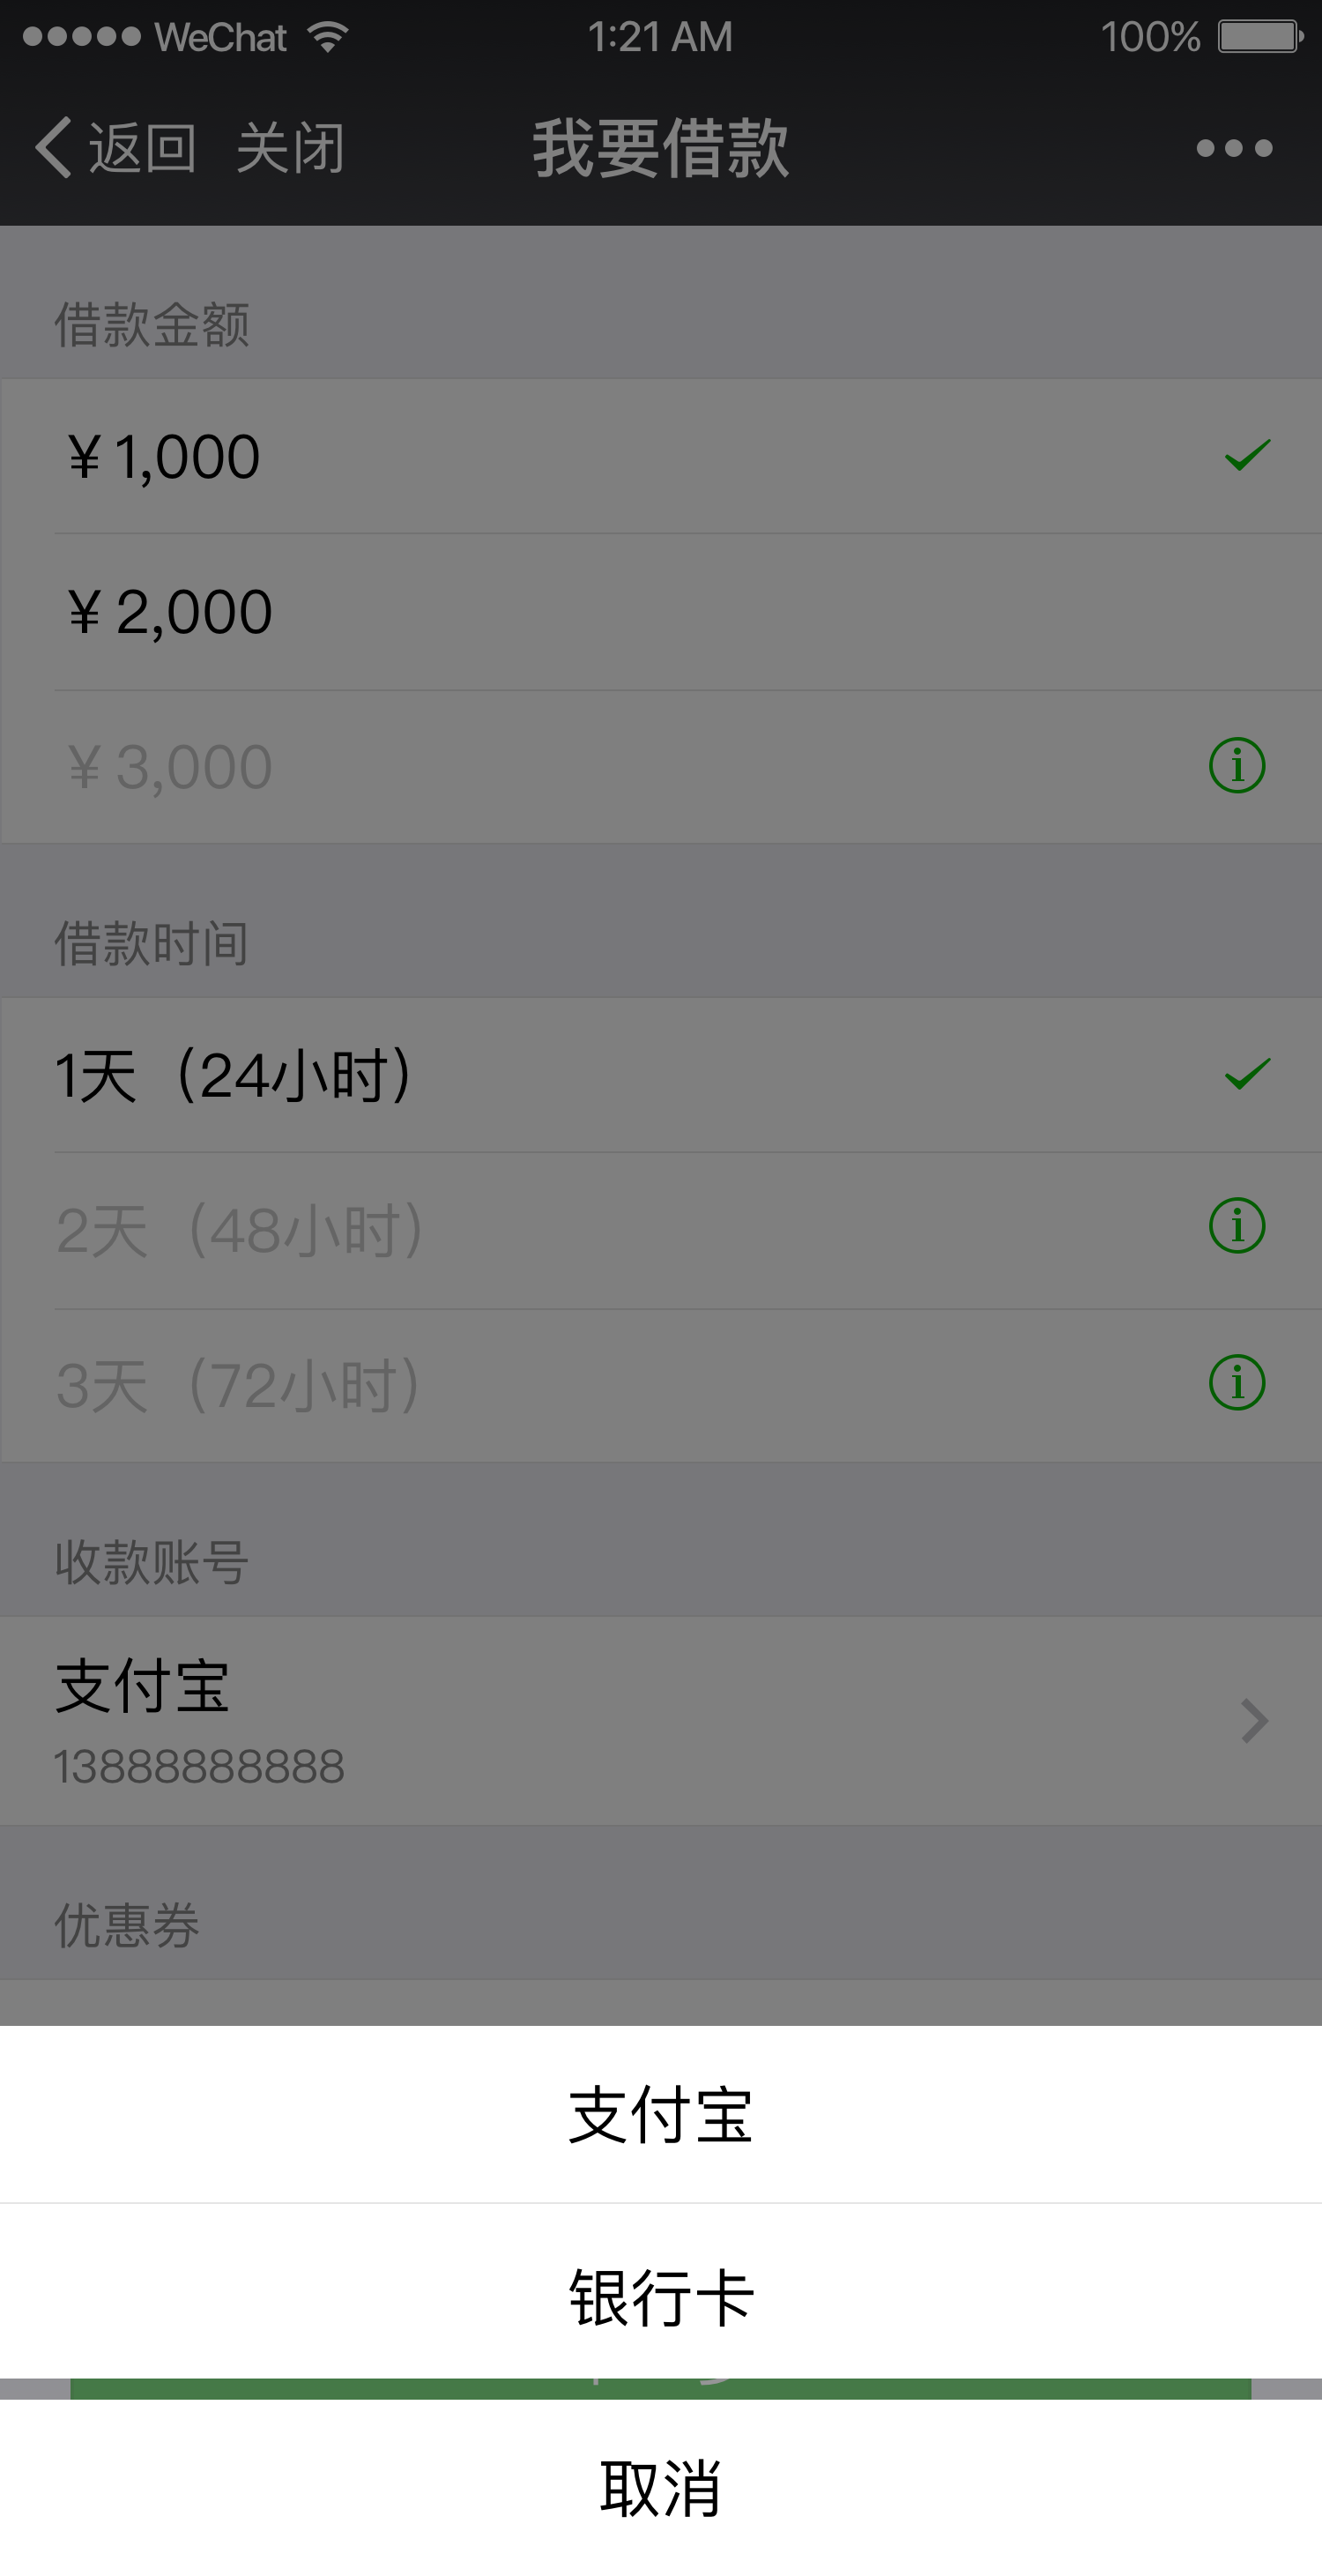 WeChat 1:21 AM 100%
返回 关闭 我要借款
借款金额
¥ 1,000
¥ 2,000
¥ 3,000
借款时间
1天（24小时）
2天（48小时）
3天（72小时）
收款账号
支付宝
13888888888
优惠券
支付宝
银行卡
取消